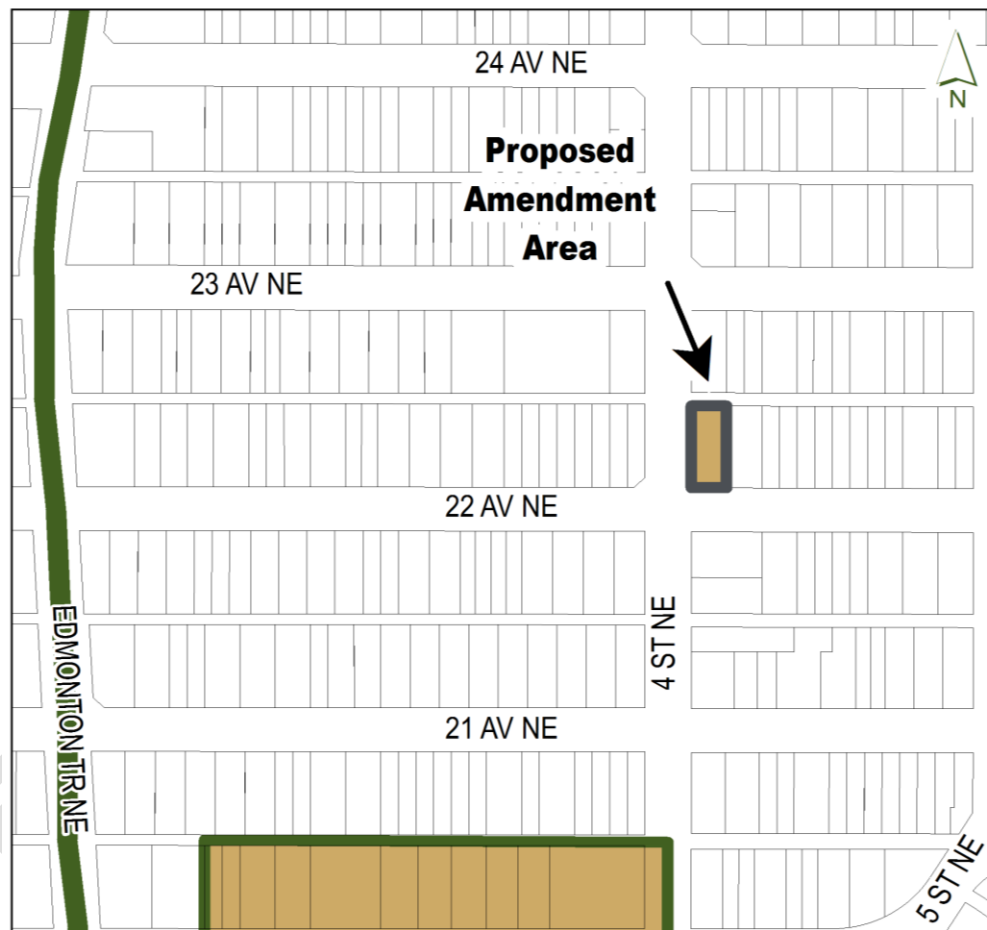 24 AV NE
N
Proposed
Amendment
Area
23 AV NE
22 AV NE
4 ST NE
EDMONTON TR NE
21 AV NE
5 ST NE